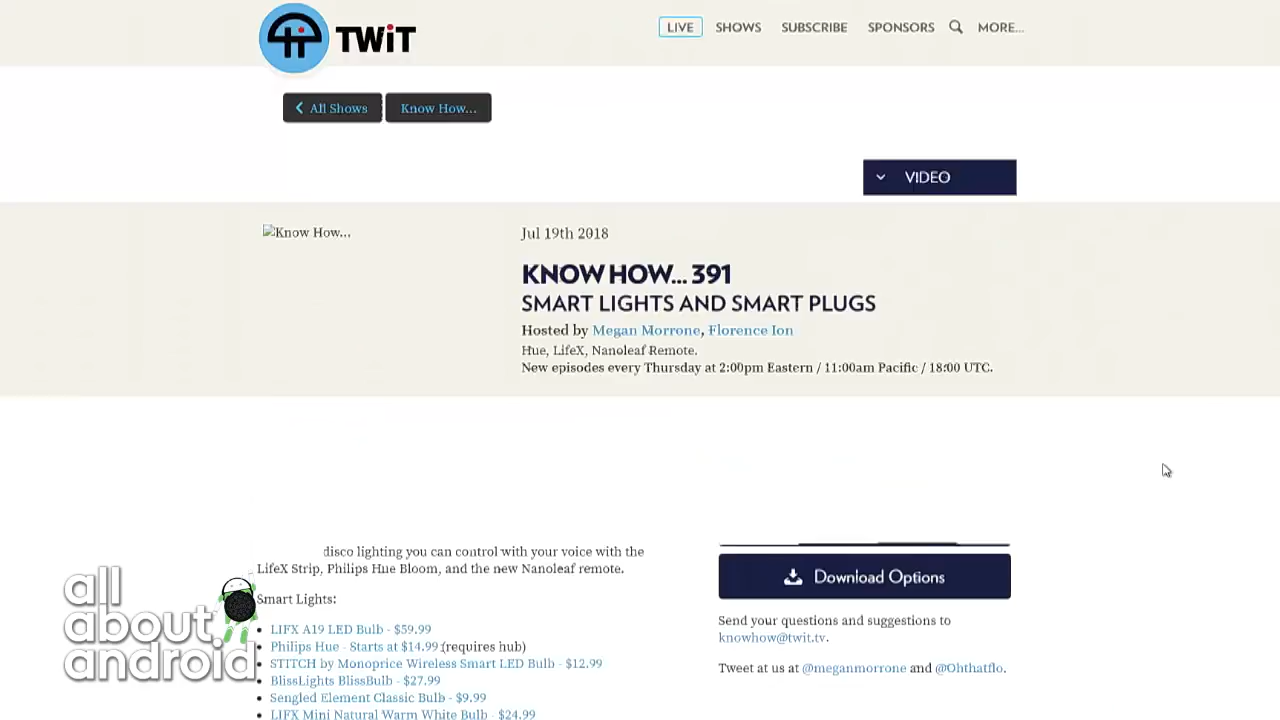 TWiT
LIVE SHOWS SUBSCRIBE SPONSORS MORE...
All Shows
Know How...
VIDEO
Know How...
Jul 19th 2018
KNOW HOW... 391
SMART LIGHTS AND SMART PLUGS
Hosted by Megan Morrone, Florence Ion
Hue, LifeX, Nanoleaf Remote.
New episodes every Thursday at 2:00pm Eastern / 11:00am Pacific / 18:00 UTC.
disco lighting you can control with your voice with the
LifeX Strip, Philips Hue Bloom, and the new Nanoleaf remote.
Smart Lights:
LIFX A19 LED Bulb - $59.99
Philips Hue - Starts at $14.99 (requires hub)
STITCH by Monoprice Wireless Smart LED Bulb - $12.99
BlissLights BlissBulb - $27.99
Sengled Element Classic Bulb - $9.99
LIFX Mini Natural Warm White Bulb - $24.99
Download Options
Send your questions and suggestions to
knowhow@twit.tv.
Tweet at us at @meganmorrone and @Ohthatflo.
all
about
android